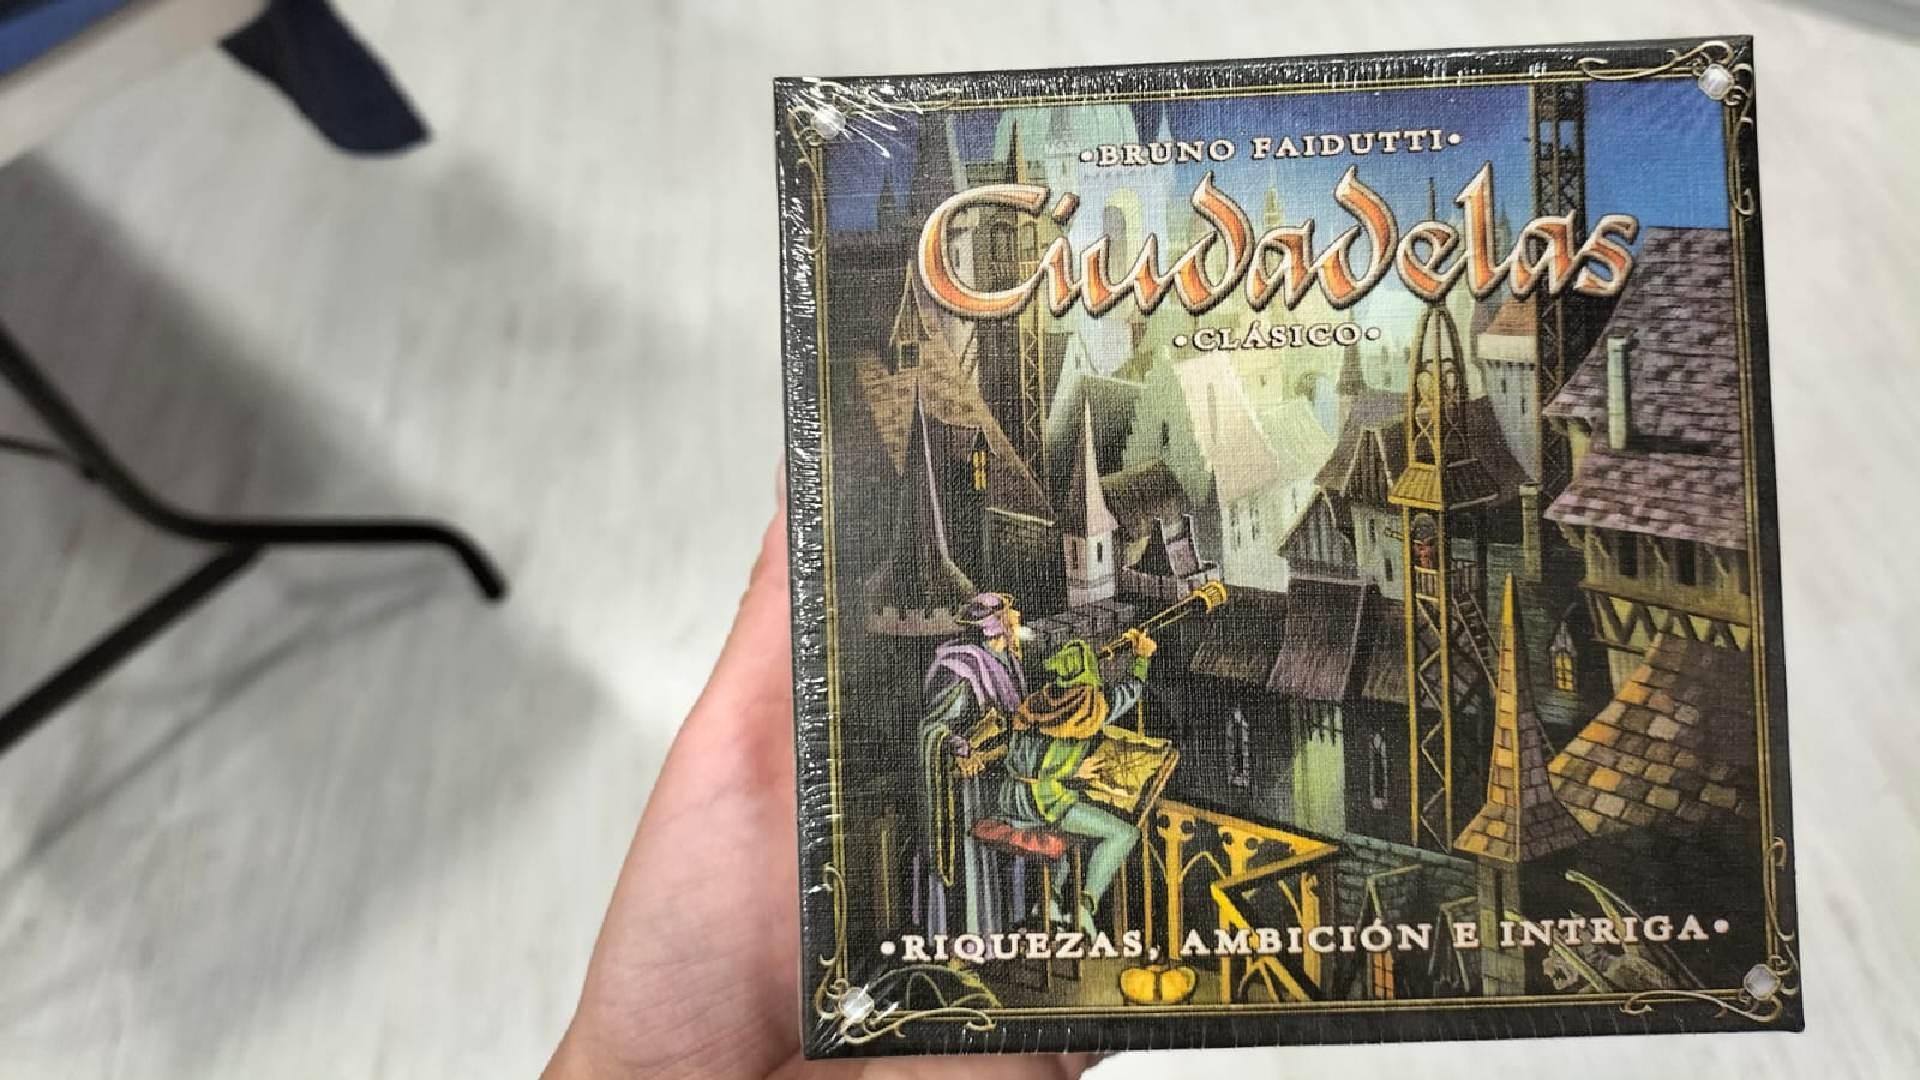 •BRUNO FAIDUTTI•
Ciudadelas
•CLÁSICO•
•RIQUEZAS, AMBICIÓN E INTRIGA•